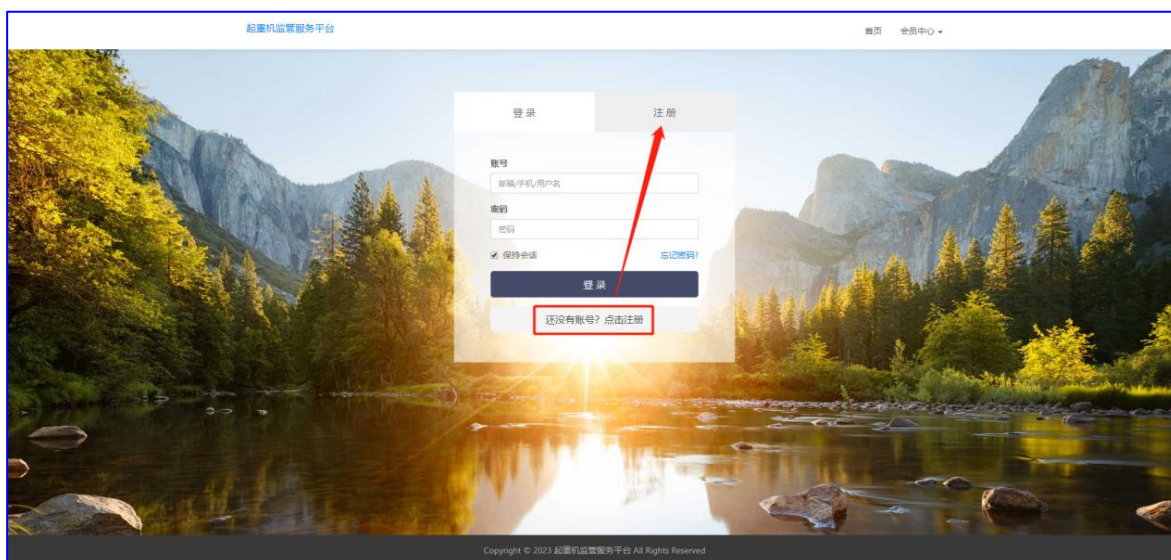 起重机监管服务平台
首页 会员中心
登 录 注 册
账号
邮箱/手机/用户名
密码
密码
保持会话 忘记密码?
登 录
还没有账号？点击注册
Copyright © 2023 起重机监管服务平台 All Rights Reserved